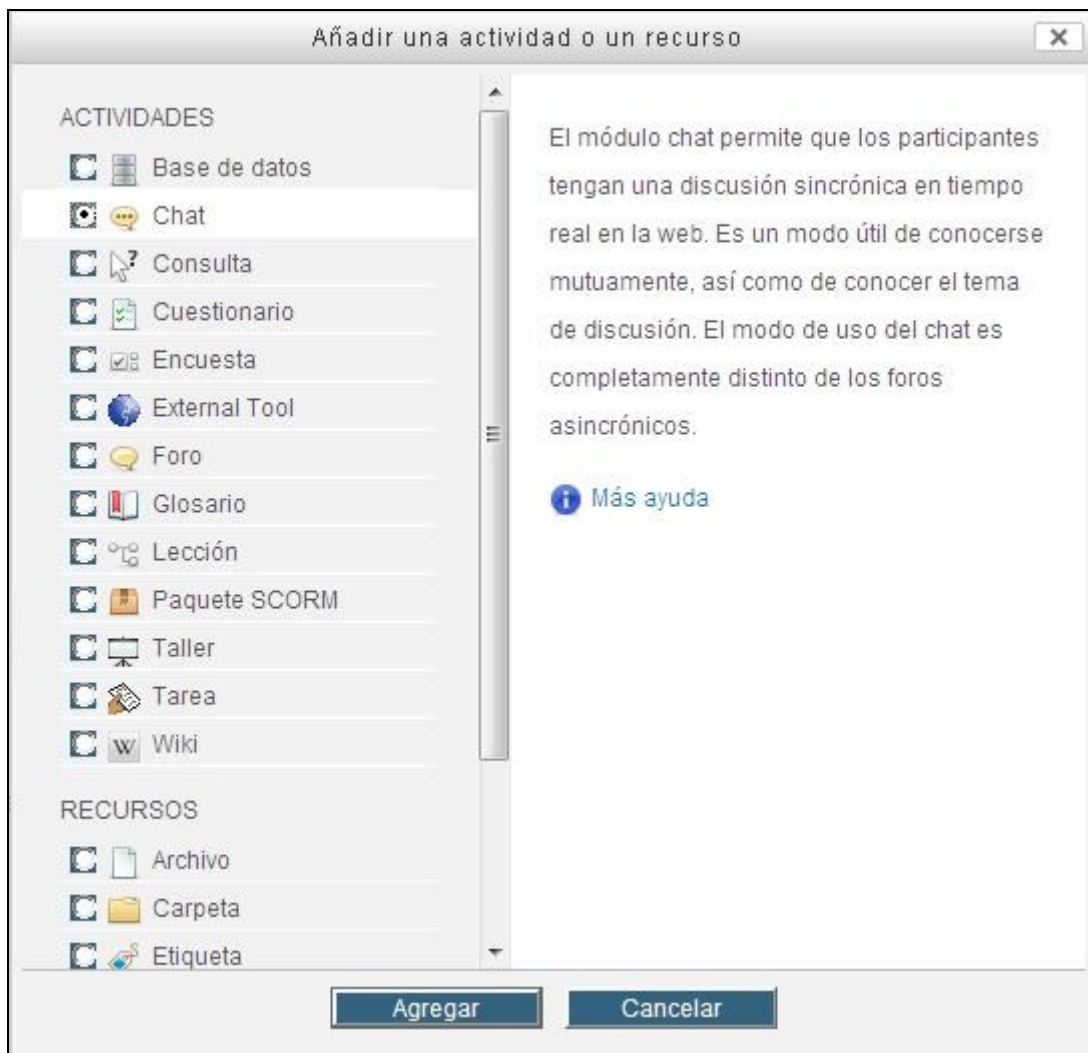 Añadir una actividad o un recurso
ACTIVIDADES
Base de datos
Chat
Consulta
Cuestionario
Encuesta
External Tool
Foro
Glosario
Lección
Paquete SCORM
Taller
Tarea
W Wiki
RECURSOS
Archivo
Carpeta
Etiqueta
El módulo chat permite que los participantes
tengan una discusión sincrónica en tiempo
real en la web. Es un modo útil de conocerse
mutuamente, así como de conocer el tema
de discusión. El modo de uso del chat es
completamente distinto de los foros
asincrónicos.
Más ayuda
Agregar
Cancelar